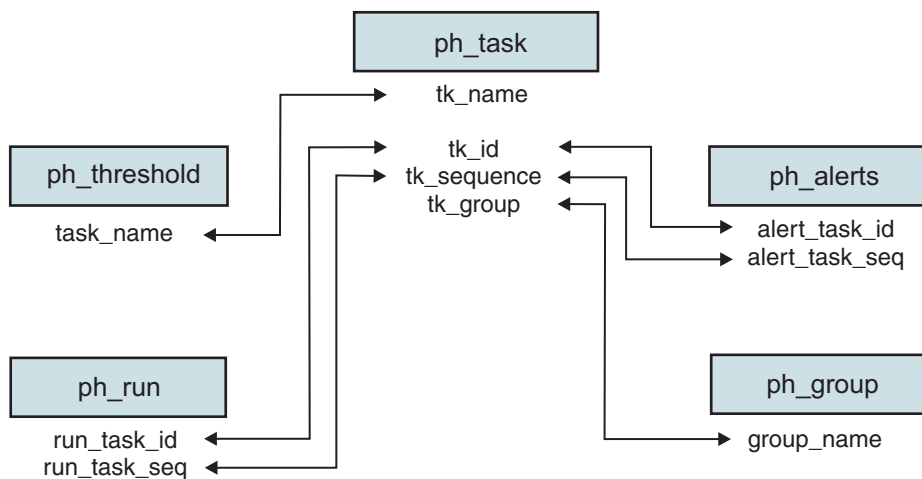 ph_task
tk_name
tk_id
tk_sequence
tk_group
ph_threshold
task_name
ph_alerts
alert_task_id
alert_task_seq
ph_run
run_task_id
run_task_seq
ph_group
group_name